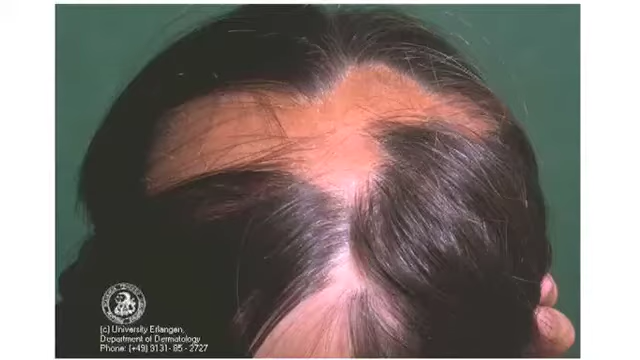 (c) University Erlangen,
Department of Dermatology
Phone: (+49) 9131- 85 - 2727